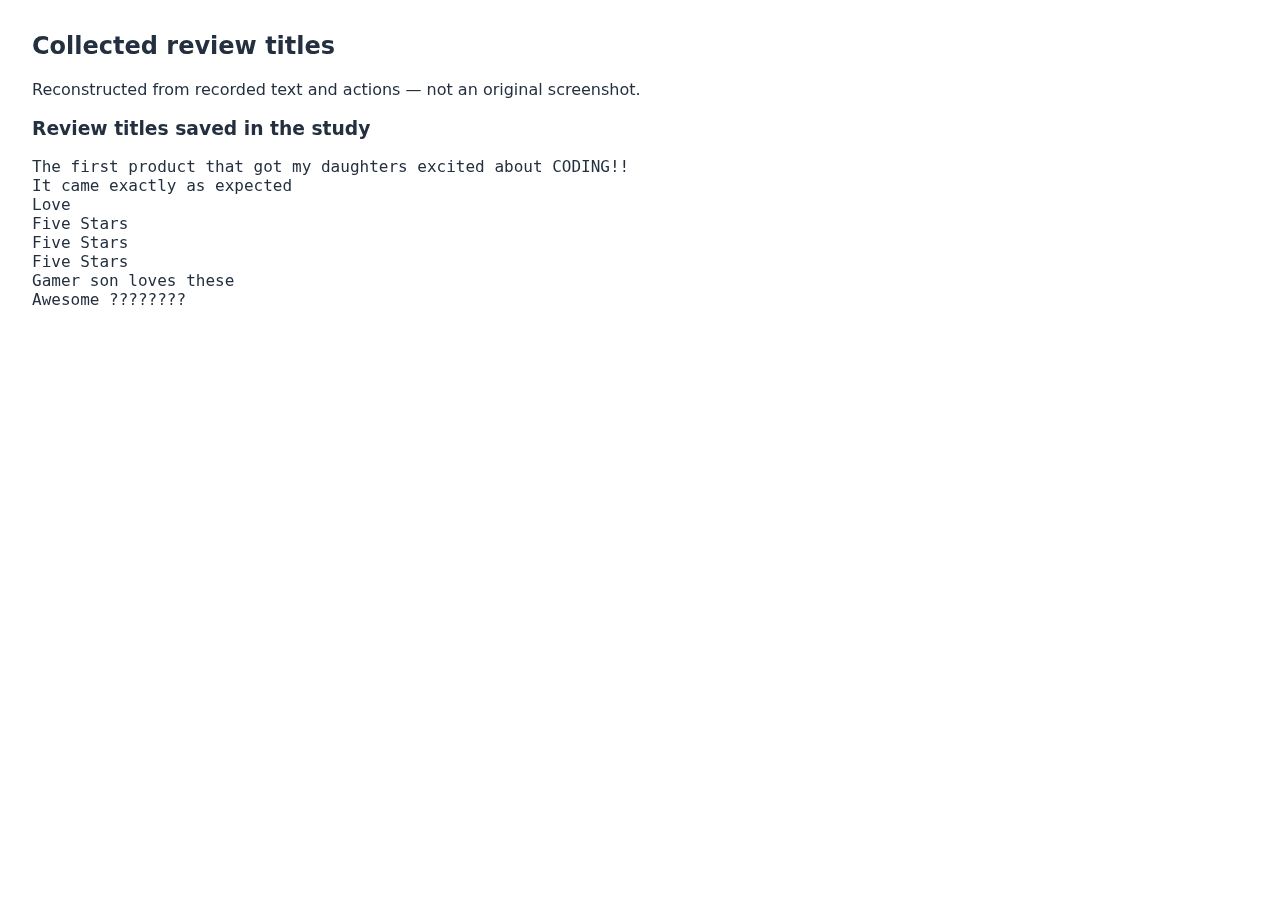 Collected review titles
Reconstructed from recorded text and actions — not an original screenshot.
Review titles saved in the study
The first product that got my daughters excited about CODING!!
It came exactly as expected
Love
Five Stars
Five Stars
Five Stars
Gamer son loves these
Awesome ????????